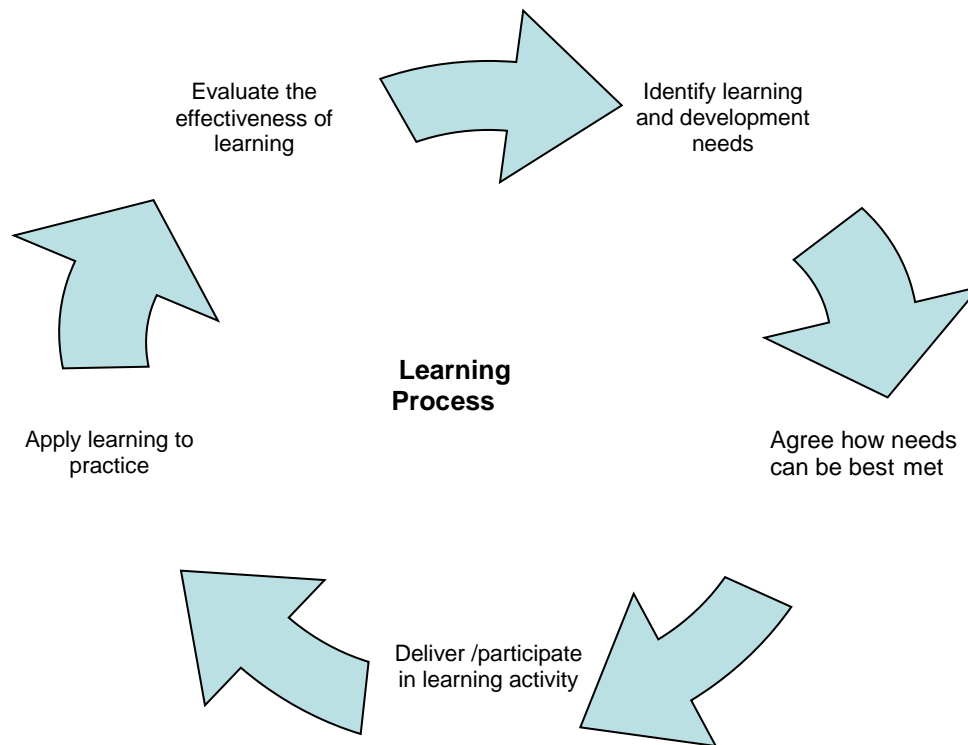 Evaluate the
effectiveness of
learning
Identify learning
and development
needs
Learning
Process
Apply learning to
practice
Agree how needs
can be best met
Deliver /participate
in learning activity